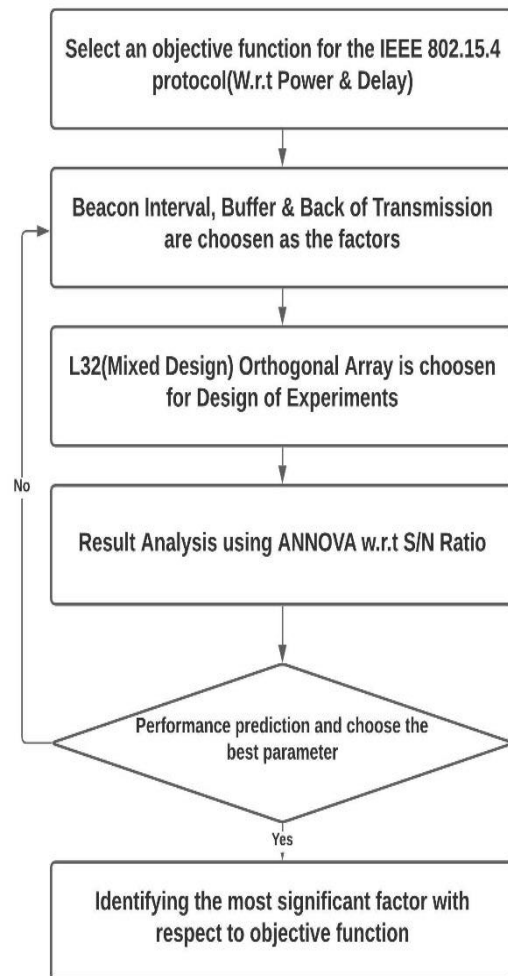 Select an objective function for the IEEE 802.15.4
protocol(W.r.t Power & Delay)
Beacon Interval, Buffer & Back of Transmission
are choosen as the factors
L32(Mixed Design) Orthogonal Array is choosen
for Design of Experiments
No
Result Analysis using ANNOVA w.r.t S/N Ratio
Performance prediction and choose the
best parameter
Yes
Identifying the most significant factor with
respect to objective function